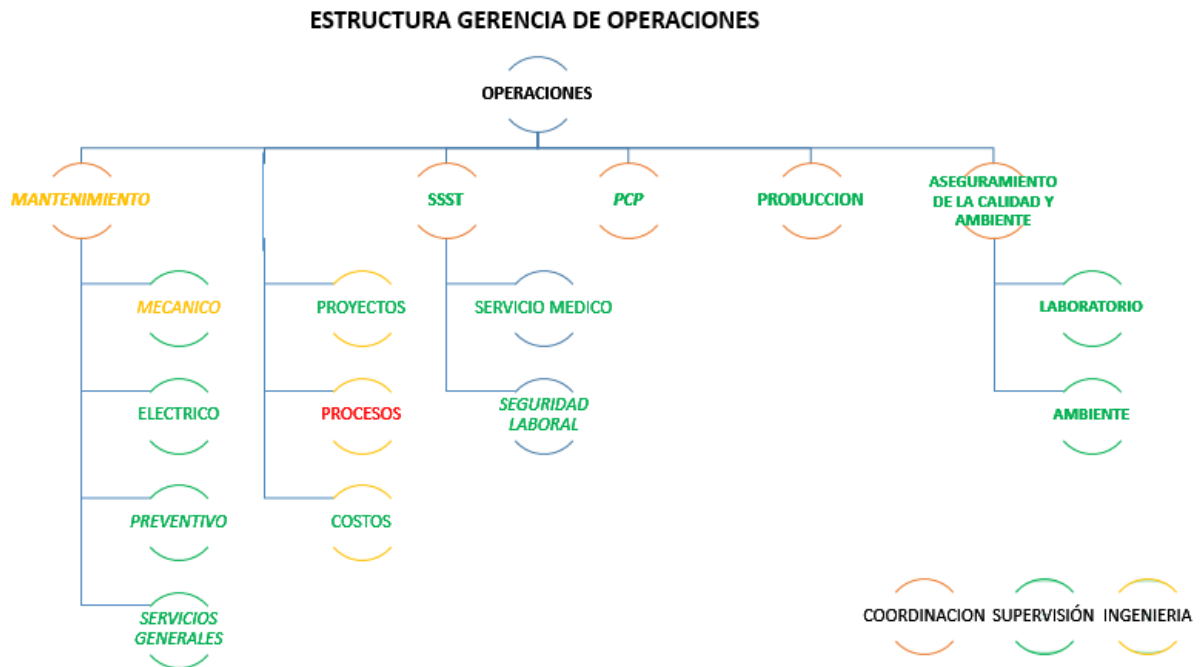 ESTRUCTURA GERENCIA DE OPERACIONES
OPERACIONES
MANTENIMIENTO
SSST
PCP
PRODUCCION
ASEGURAMIENTO
DE LA CALIDAD Y
AMBIENTE
MECANICO
PROYECTOS
SERVICIO MEDICO
LABORATORIO
ELECTRICO
PROCESOS
SEGURIDAD
LABORAL
AMBIENTE
PREVENTIVO
COSTOS
SERVICIOS
GENERALES
COORDINACION
SUPERVISIÓN
INGENIERIA